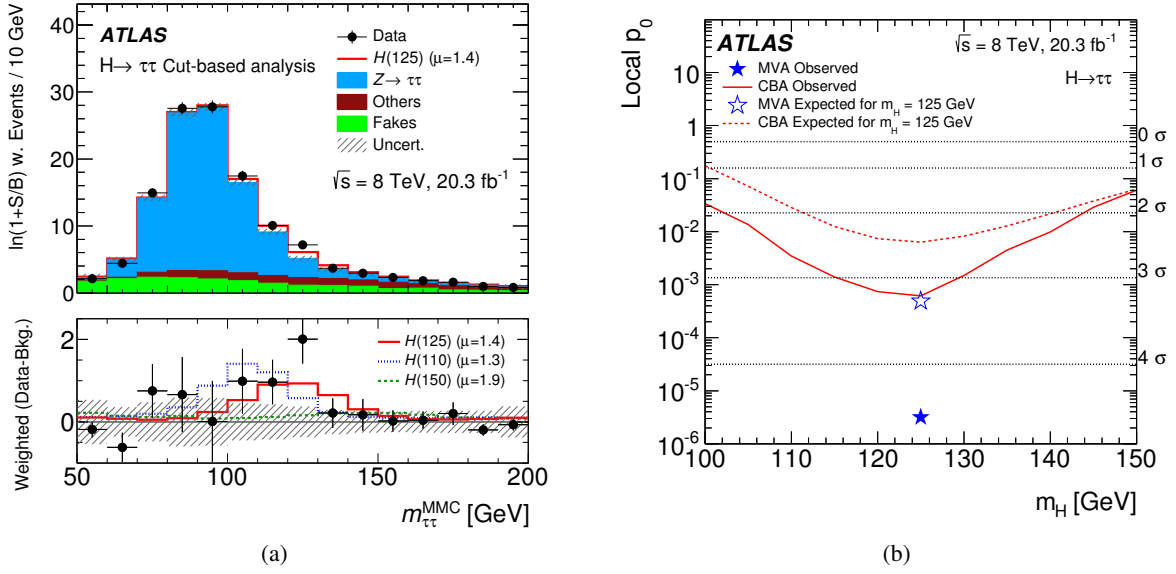 ATLAS
H→ ττ Cut-based analysis
Data
H(125) (μ=1.4)
Z→ ττ
Others
Fakes
Uncert.
√s = 8 TeV, 20.3 fb⁻¹
ln(1+S/B) w. Events / 10 GeV
40
30
20
10
0
Weighted (Data-Bkg.)
2
1
0
H(125) (μ=1.4)
H(110) (μ=1.3)
H(150) (μ=1.9)
50 100 150 200
m_ττ^MMC [GeV]
(a)
Local p₀
ATLAS
√s = 8 TeV, 20.3 fb⁻¹
H→ττ
MVA Observed
CBA Observed
MVA Expected for m_H = 125 GeV
CBA Expected for m_H = 125 GeV
10
1
10⁻¹
10⁻²
10⁻³
10⁻⁴
10⁻⁵
10⁻⁶
0 σ
1 σ
2 σ
3 σ
4 σ
100 110 120 130 140 150
m_H [GeV]
(b)